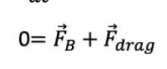 0= F⃗_B + F⃗_drag